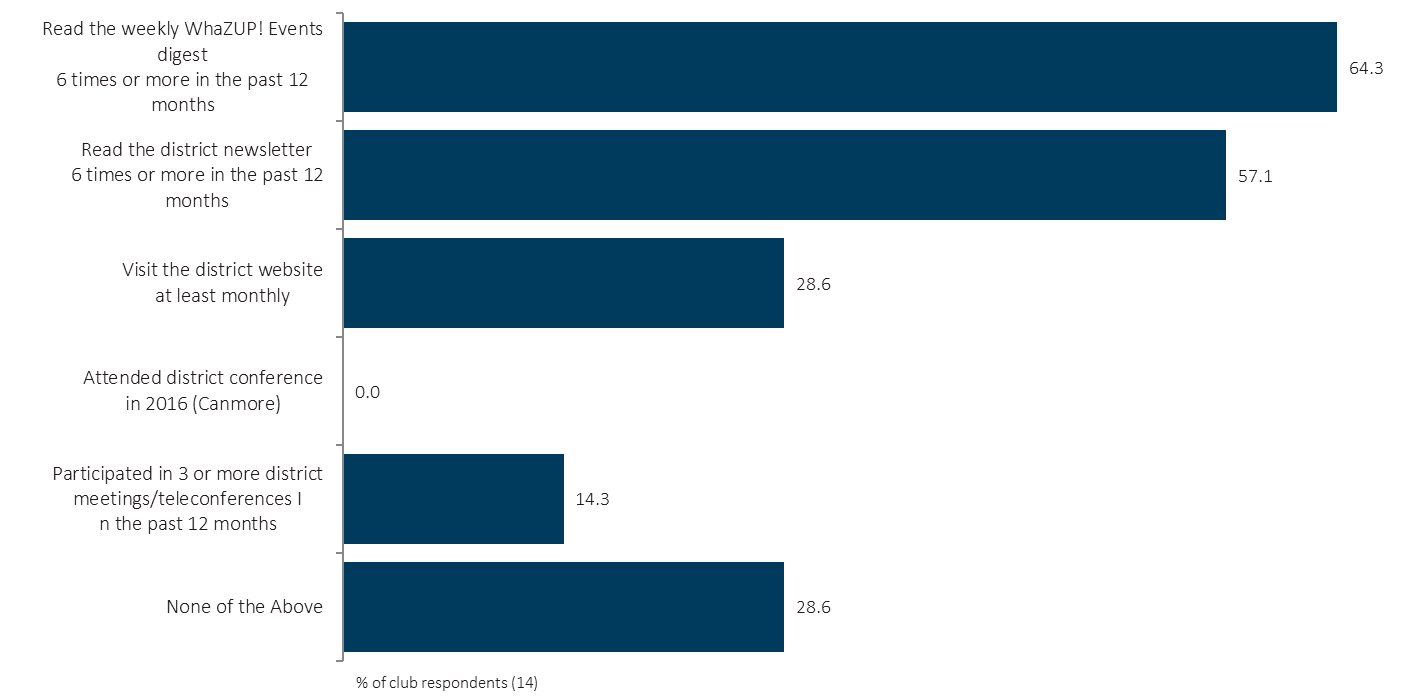 Read the weekly WhaZUP! Events
digest
6 times or more in the past 12
months
64.3
Read the district newsletter
6 times or more in the past 12
months
57.1
Visit the district website
at least monthly
28.6
Attended district conference
in 2016 (Canmore)
0.0
Participated in 3 or more district
meetings/teleconferences I
n the past 12 months
14.3
None of the Above
28.6
% of club respondents (14)